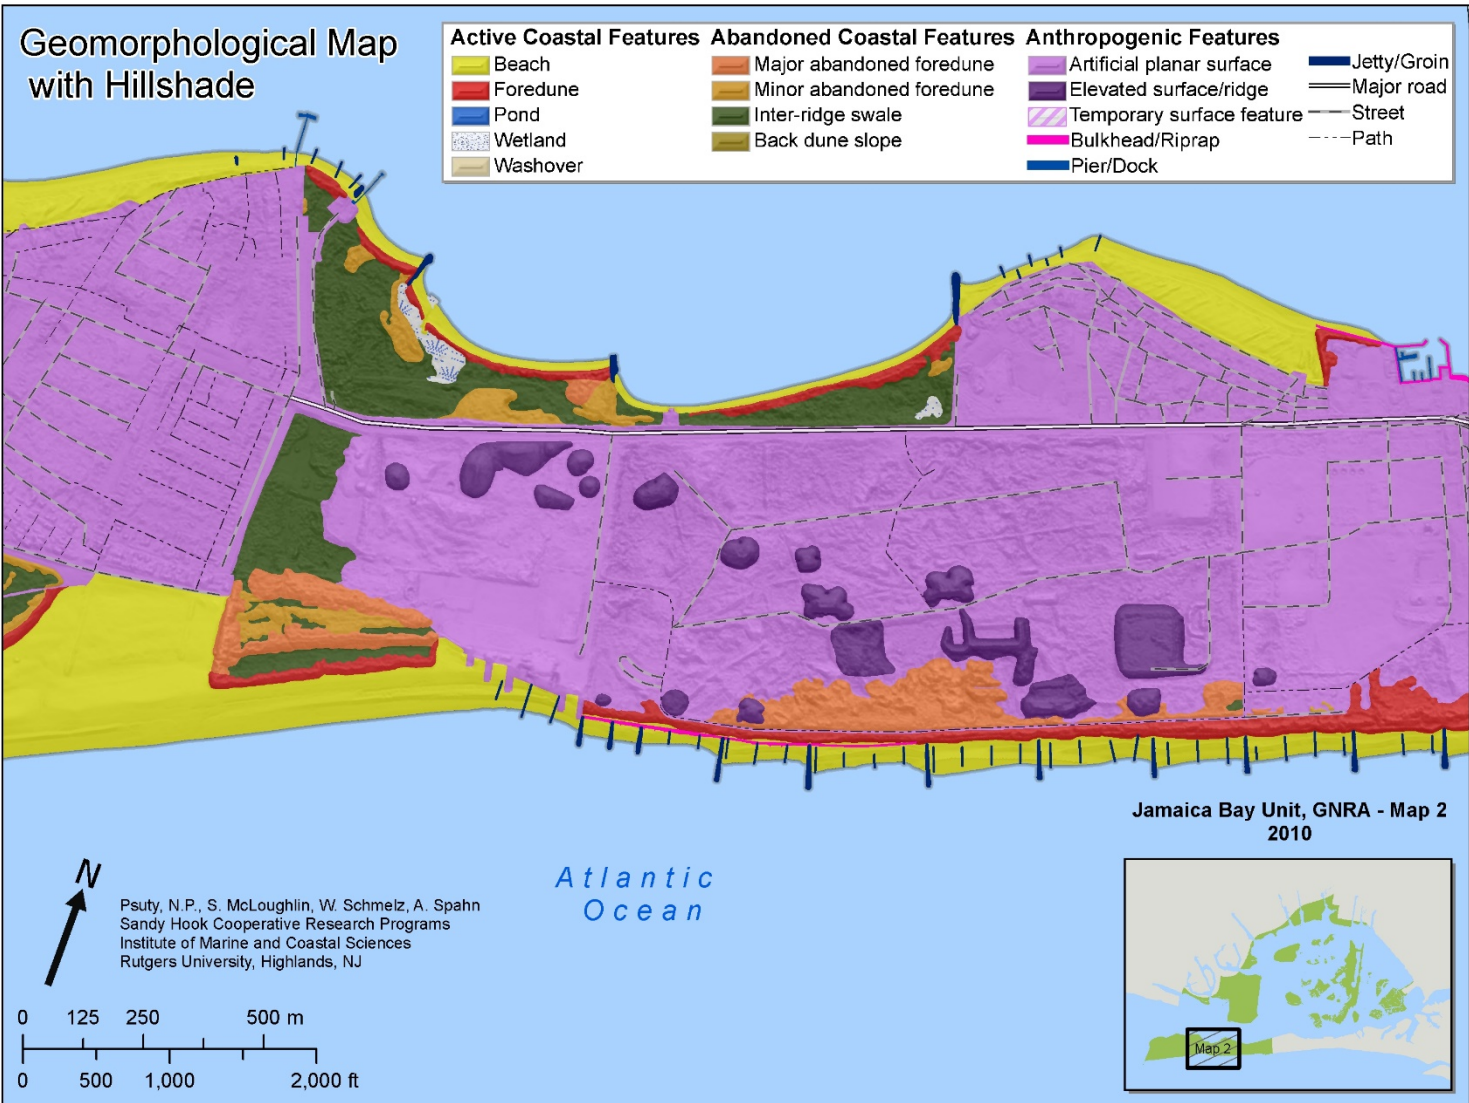 Geomorphological Map
with Hillshade
Active Coastal Features
Beach
Foredune
Pond
Wetland
Washover
Abandoned Coastal Features
Major abandoned foredune
Minor abandoned foredune
Inter-ridge swale
Back dune slope
Anthropogenic Features
Artificial planar surface
Elevated surface/ridge
Temporary surface feature
Bulkhead/Riprap
Pier/Dock
Jetty/Groin
Major road
Street
Path
Jamaica Bay Unit, GNRA - Map 2
2010
Map 2
Atlantic
Ocean
N
Psuty, N.P., S. McLoughlin, W. Schmelz, A. Spahn
Sandy Hook Cooperative Research Programs
Institute of Marine and Coastal Sciences
Rutgers University, Highlands, NJ
0 125 250 500 m
0 500 1,000 2,000 ft